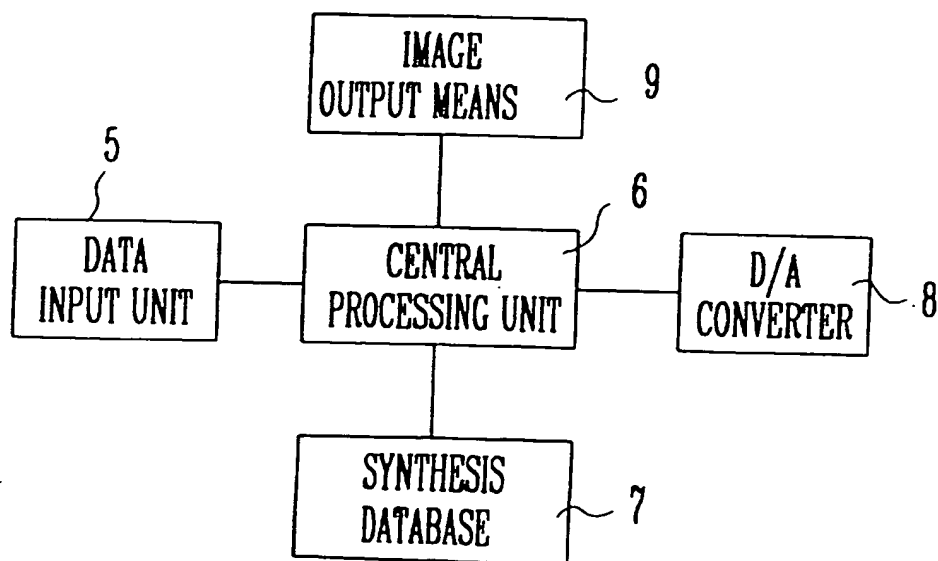 IMAGE
OUTPUT MEANS
9
5
6
DATA
INPUT UNIT
CENTRAL
PROCESSING UNIT
D/A
CONVERTER
8
SYNTHESIS
DATABASE
7